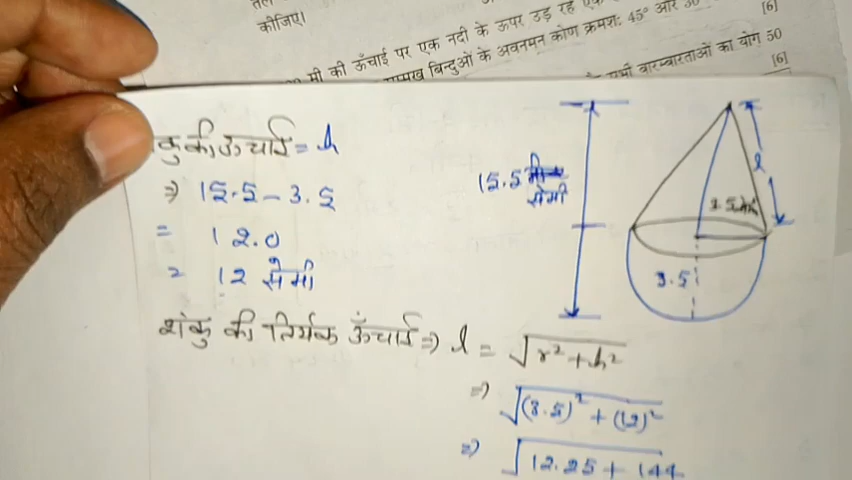 कीजिए।
मी की ऊँचाई पर एक नदी के ऊपर उड़ रहे
बिन्दुओं के अवनमन कोण क्रमशः 45° और 30
[6]
बारम्बारताओं का योग 50
[6]
की ऊँचाई = h
⇒ 15.5 - 3.5
= 12.0
= 12 सेमी
15.5
सेमी
l
3.5
3.5
शंकु की तिर्यक ऊँचाई ⇒ l = √r² + h²
⇒ √(3.5)² + (12)²
⇒ √12.25 + 144